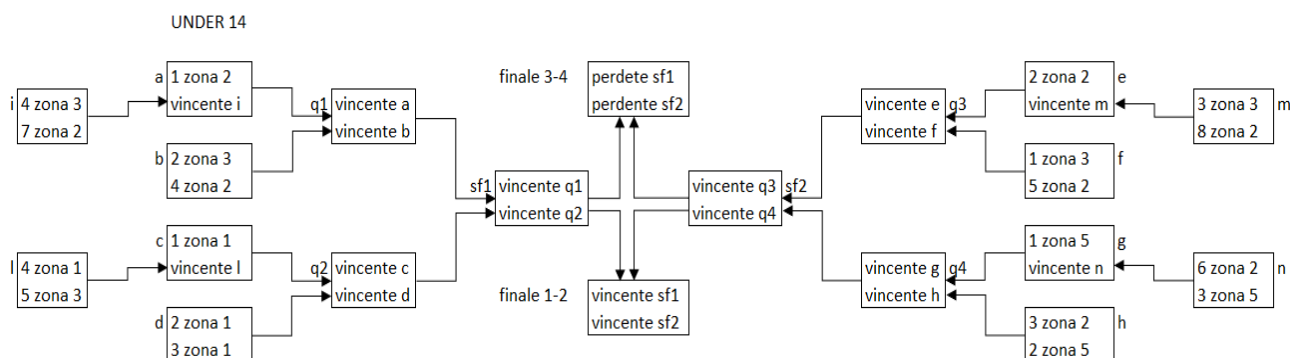 UNDER 14
i
4 zona 3
7 zona 2
a
1 zona 2
vincente i
b
2 zona 3
4 zona 2
q1
vincente a
vincente b
l
4 zona 1
5 zona 3
c
1 zona 1
vincente l
d
2 zona 1
3 zona 1
q2
vincente c
vincente d
sf1
vincente q1
vincente q2
finale 3-4
perdete sf1
perdente sf2
finale 1-2
vincente sf1
vincente sf2
vincente q3
vincente q4
sf2
vincente e
vincente f
q3
2 zona 2
vincente m
e
3 zona 3
8 zona 2
m
1 zona 3
5 zona 2
f
vincente g
vincente h
q4
1 zona 5
vincente n
g
6 zona 2
3 zona 5
n
3 zona 2
2 zona 5
h